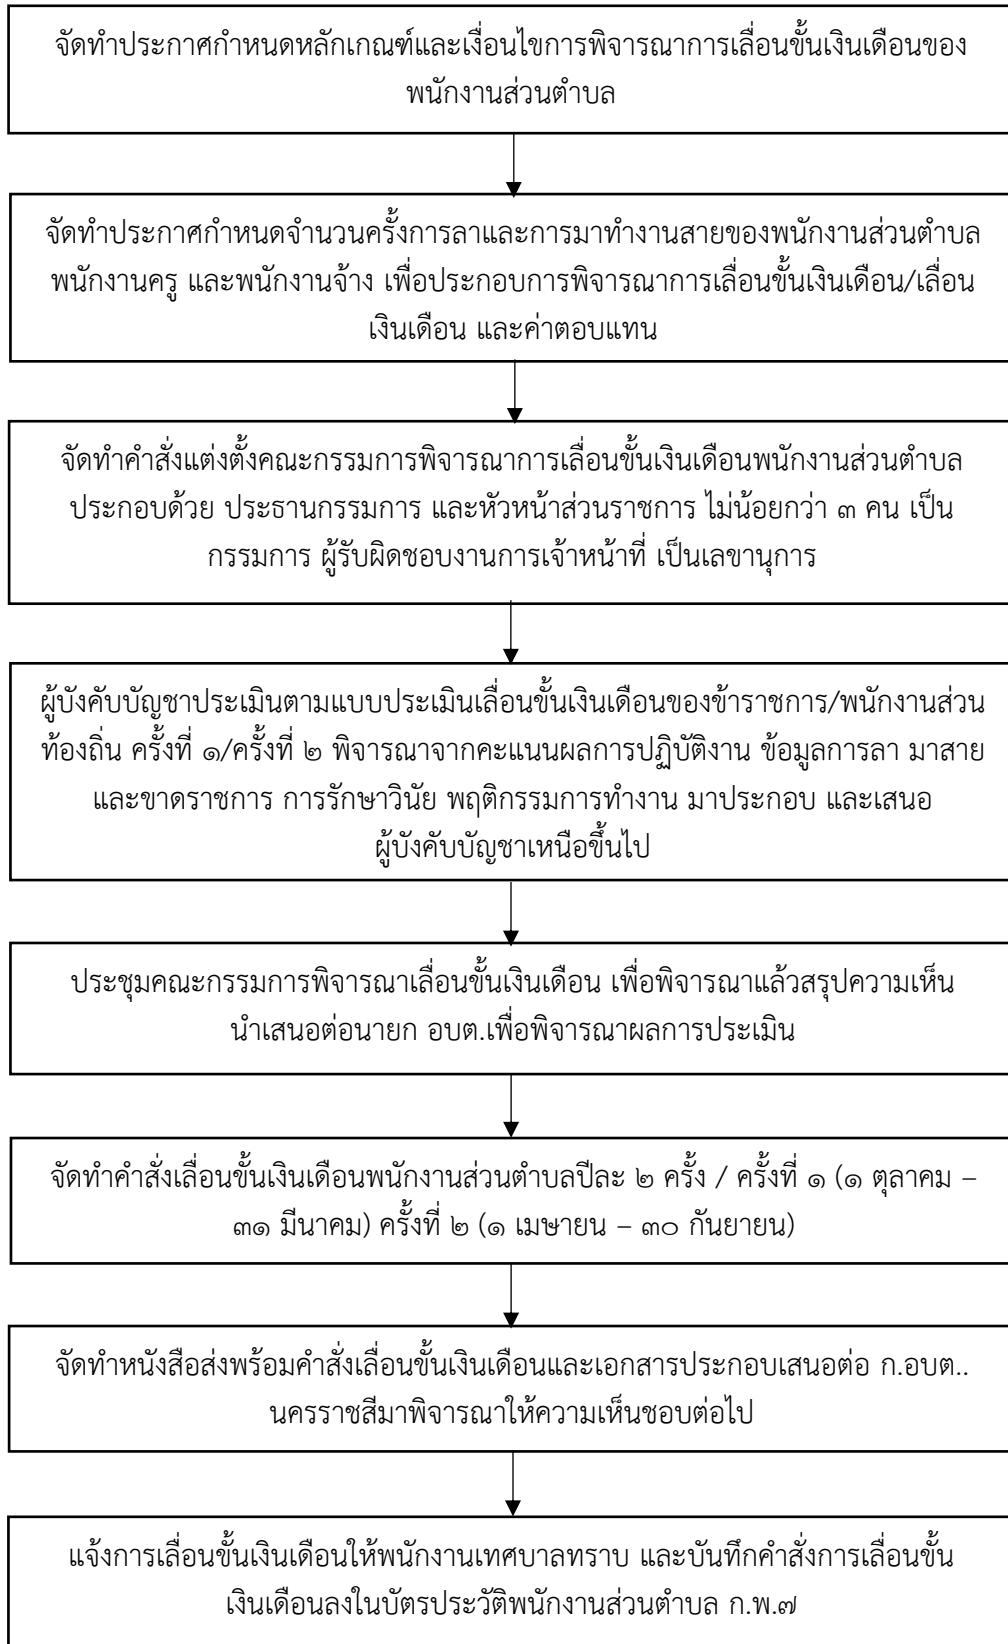 จัดทำประกาศกำหนดหลักเกณฑ์และเงื่อนไขการพิจารณาการเลื่อนขั้นเงินเดือนของ
พนักงานส่วนตำบล
จัดทำประกาศกำหนดจำนวนครั้งการลาและการมาทำงานสายของพนักงานส่วนตำบล
พนักงานครู และพนักงานจ้าง เพื่อประกอบการพิจารณาการเลื่อนขั้นเงินเดือน/เลื่อน
เงินเดือน และค่าตอบแทน
จัดทำคำสั่งแต่งตั้งคณะกรรมการพิจารณาการเลื่อนขั้นเงินเดือนพนักงานส่วนตำบล
ประกอบด้วย ประธานกรรมการ และหัวหน้าส่วนราชการ ไม่น้อยกว่า ๓ คน เป็น
กรรมการ ผู้รับผิดชอบงานการเจ้าหน้าที่ เป็นเลขานุการ
ผู้บังคับบัญชาประเมินตามแบบประเมินเลื่อนขั้นเงินเดือนของข้าราชการ/พนักงานส่วน
ท้องถิ่น ครั้งที่ ๑/ครั้งที่ ๒ พิจารณาจากคะแนนผลการปฏิบัติงาน ข้อมูลการลา มาสาย
และขาดราชการ การรักษาวินัย พฤติกรรมการทำงาน มาประกอบ และเสนอ
ผู้บังคับบัญชาเหนือขึ้นไป
ประชุมคณะกรรมการพิจารณาเลื่อนขั้นเงินเดือน เพื่อพิจารณาแล้วสรุปความเห็น
นำเสนอต่อนายก อบต.เพื่อพิจารณาผลการประเมิน
จัดทำคำสั่งเลื่อนขั้นเงินเดือนพนักงานส่วนตำบลปีละ ๒ ครั้ง / ครั้งที่ ๑ (๑ ตุลาคม –
๓๑ มีนาคม) ครั้งที่ ๒ (๑ เมษายน – ๓๐ กันยายน)
จัดทำหนังสือส่งพร้อมคำสั่งเลื่อนขั้นเงินเดือนและเอกสารประกอบเสนอต่อ ก.อบต..
นครราชสีมาพิจารณาให้ความเห็นชอบต่อไป
แจ้งการเลื่อนขั้นเงินเดือนให้พนักงานเทศบาลทราบ และบันทึกคำสั่งการเลื่อนขั้น
เงินเดือนลงในบัตรประวัติพนักงานส่วนตำบล ก.พ.๗